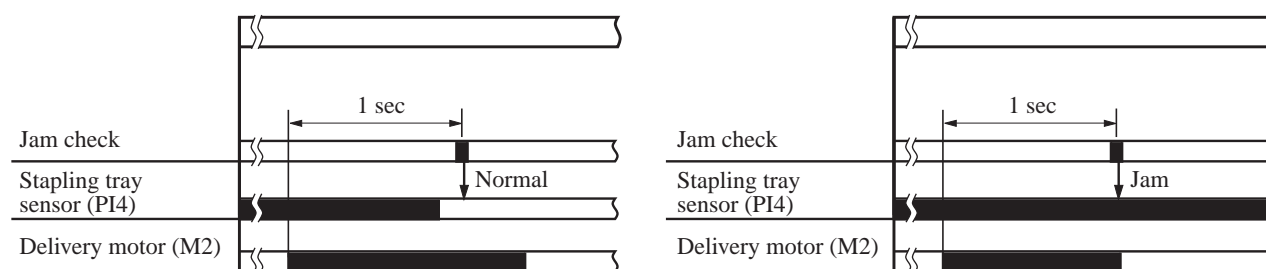 1 sec
Jam check
Normal
Stapling tray
sensor (PI4)
Delivery motor (M2)
1 sec
Jam check
Jam
Stapling tray
sensor (PI4)
Delivery motor (M2)